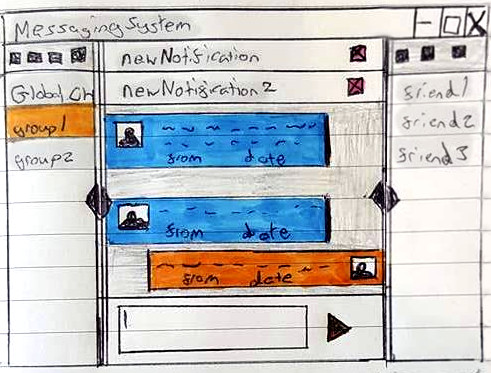 Messaging System
newNotification
newNotification 2
Global Ch
group1
group2
friend1
friend2
friend3
from date
from date
from date